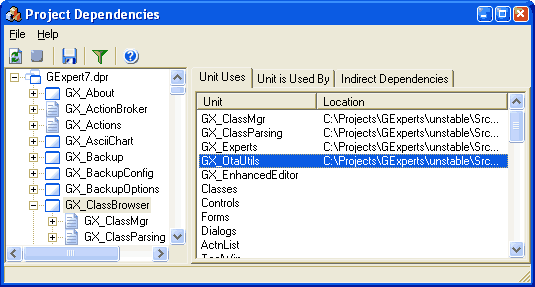 Project Dependencies
File Help
GExpert7.dpr
GX_About
GX_ActionBroker
GX_Actions
GX_AsciiChart
GX_Backup
GX_BackupConfig
GX_BackupOptions
GX_ClassBrowser
GX_ClassMgr
GX_ClassParsing
Unit Uses Unit is Used By Indirect Dependencies
Unit Location
GX_ClassMgr C:\Projects\GExperts\unstable\Src...
GX_ClassParsing C:\Projects\GExperts\unstable\Src...
GX_Experts C:\Projects\GExperts\unstable\Src...
GX_OtaUtils C:\Projects\GExperts\unstable\Src...
GX_EnhancedEditor
Classes
Controls
Forms
Dialogs
ActnList